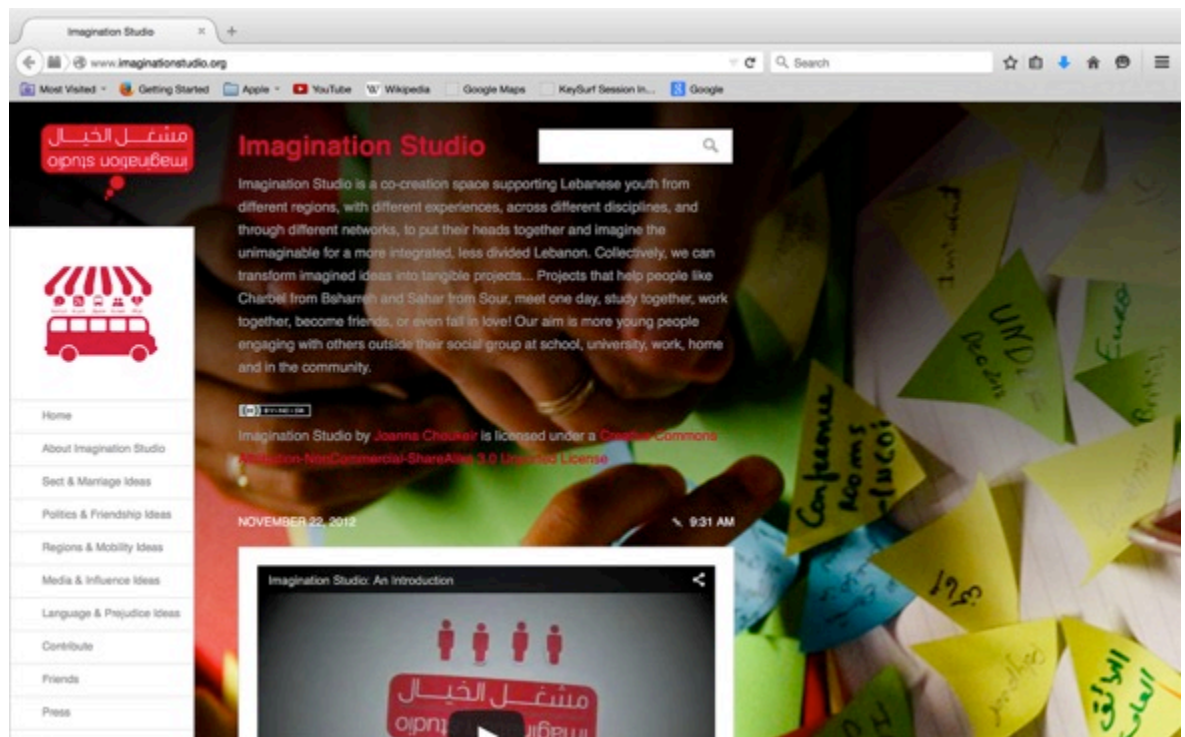 Imagination Studio
www.imaginationstudio.org
Search
Most Visited
Getting Started
Apple
YouTube
W Wikipedia
Google Maps
KeySurf Session In...
Google
مشغل الخيال
imagination studio
Home
About Imagination Studio
Sect & Marriage Ideas
Politics & Friendship Ideas
Regions & Mobility Ideas
Media & Influence Ideas
Language & Prejudice Ideas
Contribute
Friends
Press
Imagination Studio
Imagination Studio is a co-creation space supporting Lebanese youth from
different regions, with different experiences, across different disciplines, and
through different networks, to put their heads together and imagine the
unimaginable for a more integrated, less divided Lebanon. Collectively, we can
transform imagined ideas into tangible projects... Projects that help people like
Charbel from Bsharreh and Sahar from Sour, meet one day, study together, work
together, become friends, or even fall in love! Our aim is more young people
engaging with others outside their social group at school, university, work, home
and in the community.
Imagination Studio by Joanna Choukeir is licensed under a Creative Commons
Attribution-NonCommercial-ShareAlike 3.0 Unported License
NOVEMBER 22, 2012
9:31 AM
Imagination Studio: An Introduction
مشغل الخيال
Conference
rooms